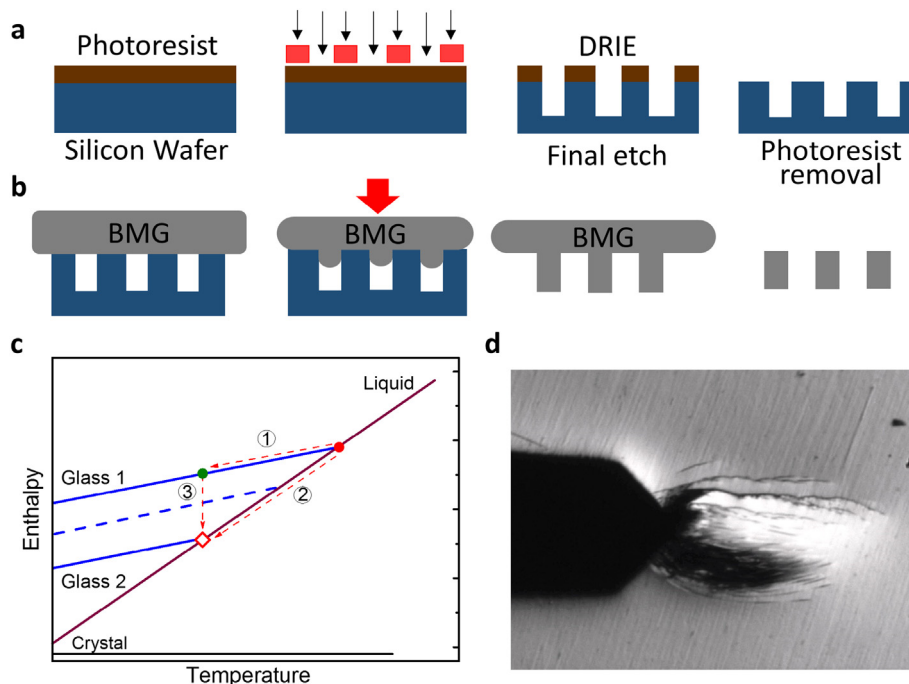 a
Photoresist
Silicon Wafer
DRIE
Final etch
Photoresist
removal
b
BMG
BMG
BMG
c
Enthalpy
Liquid
Glass 1
①
③
②
Glass 2
Crystal
Temperature
d